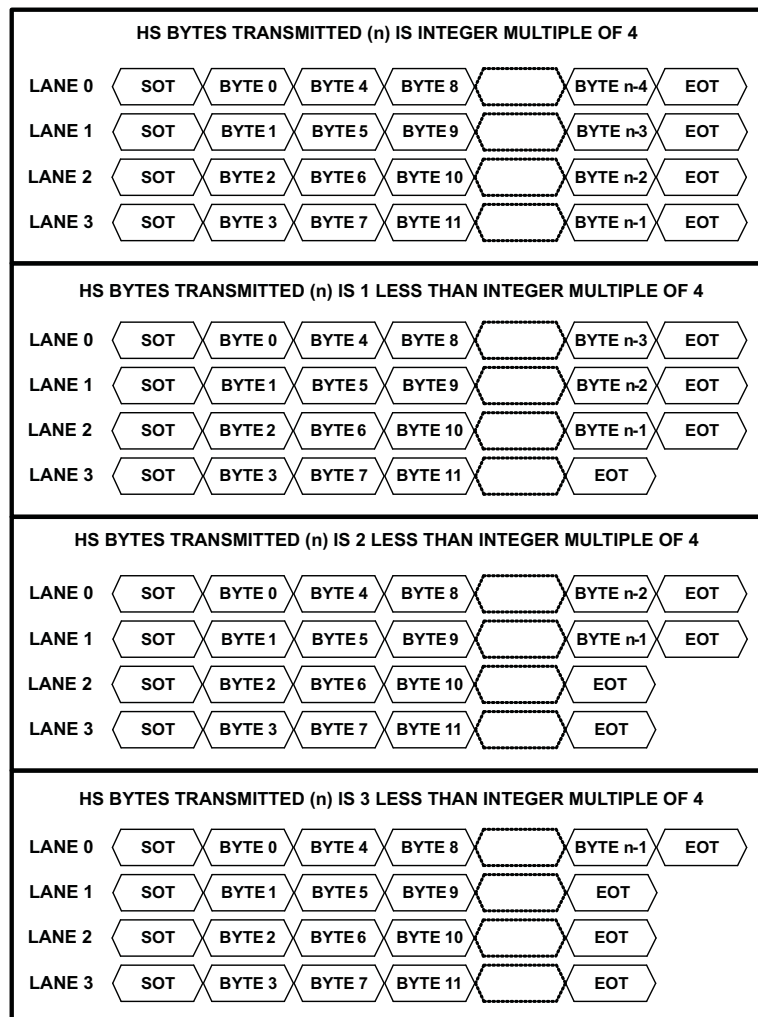 HS BYTES TRANSMITTED (n) IS INTEGER MULTIPLE OF 4
LANE 0 SOT BYTE 0 BYTE 4 BYTE 8 BYTE n-4 EOT
LANE 1 SOT BYTE 1 BYTE 5 BYTE 9 BYTE n-3 EOT
LANE 2 SOT BYTE 2 BYTE 6 BYTE 10 BYTE n-2 EOT
LANE 3 SOT BYTE 3 BYTE 7 BYTE 11 BYTE n-1 EOT
HS BYTES TRANSMITTED (n) IS 1 LESS THAN INTEGER MULTIPLE OF 4
LANE 0 SOT BYTE 0 BYTE 4 BYTE 8 BYTE n-3 EOT
LANE 1 SOT BYTE 1 BYTE 5 BYTE 9 BYTE n-2 EOT
LANE 2 SOT BYTE 2 BYTE 6 BYTE 10 BYTE n-1 EOT
LANE 3 SOT BYTE 3 BYTE 7 BYTE 11 EOT
HS BYTES TRANSMITTED (n) IS 2 LESS THAN INTEGER MULTIPLE OF 4
LANE 0 SOT BYTE 0 BYTE 4 BYTE 8 BYTE n-2 EOT
LANE 1 SOT BYTE 1 BYTE 5 BYTE 9 BYTE n-1 EOT
LANE 2 SOT BYTE 2 BYTE 6 BYTE 10 EOT
LANE 3 SOT BYTE 3 BYTE 7 BYTE 11 EOT
HS BYTES TRANSMITTED (n) IS 3 LESS THAN INTEGER MULTIPLE OF 4
LANE 0 SOT BYTE 0 BYTE 4 BYTE 8 BYTE n-1 EOT
LANE 1 SOT BYTE 1 BYTE 5 BYTE 9 EOT
LANE 2 SOT BYTE 2 BYTE 6 BYTE 10 EOT
LANE 3 SOT BYTE 3 BYTE 7 BYTE 11 EOT